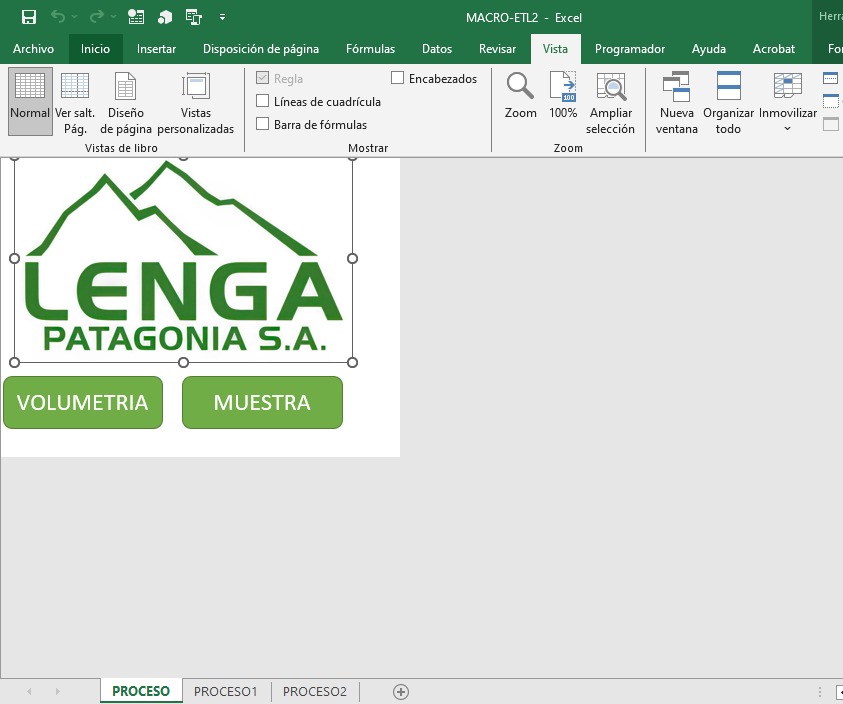 MACRO-ETL2 - Excel
Herra
Archivo Inicio Insertar Disposición de página Fórmulas Datos Revisar Vista Programador Ayuda Acrobat For
Normal Ver salt. Pág. Diseño de página Vistas personalizadas
Vistas de libro
Regla
Encabezados
Líneas de cuadrícula
Barra de fórmulas
Mostrar
Zoom 100% Ampliar selección
100
Zoom
Nueva ventana Organizar todo Inmovilizar
LENGA
PATAGONIA S.A.
VOLUMETRIA MUESTRA
PROCESO PROCESO1 PROCESO2